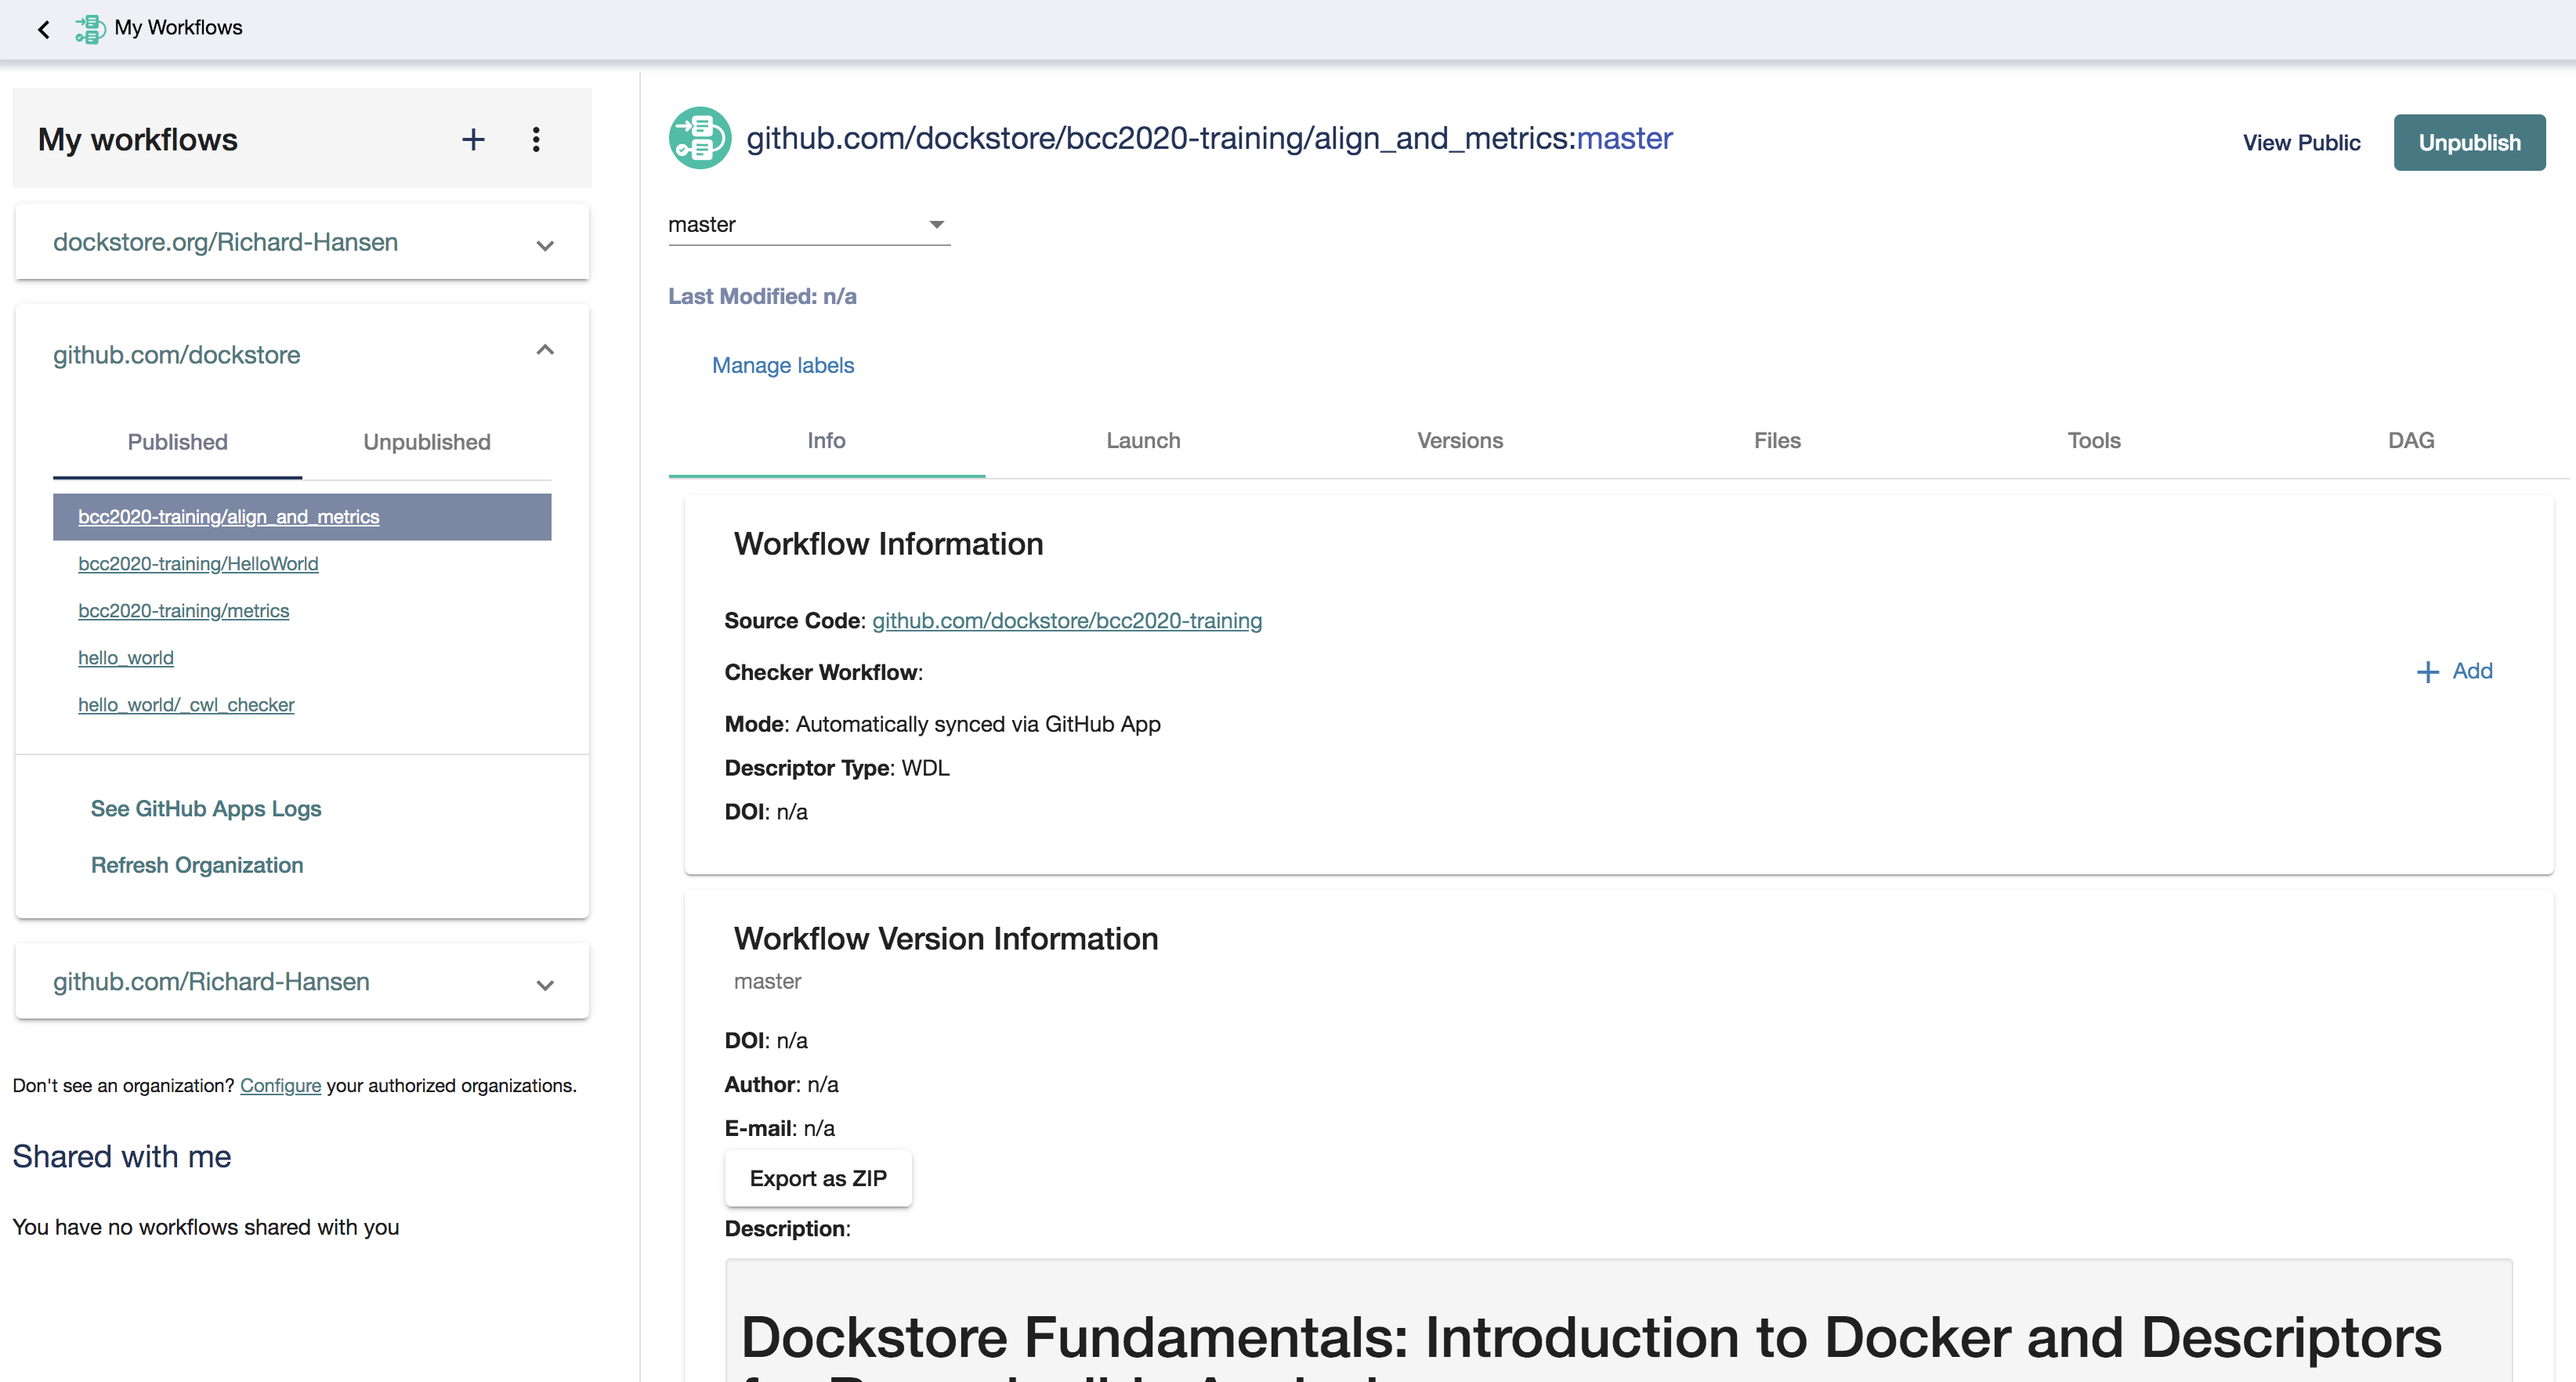 My Workflows
My workflows
dockstore.org/Richard-Hansen
github.com/dockstore
Published Unpublished
bcc2020-training/align_and_metrics
bcc2020-training/HelloWorld
bcc2020-training/metrics
hello_world
hello_world/_cwl_checker
See GitHub Apps Logs
Refresh Organization
github.com/Richard-Hansen
Don't see an organization? Configure your authorized organizations.
Shared with me
You have no workflows shared with you
github.com/dockstore/bcc2020-training/align_and_metrics:master
View Public Unpublish
master
Last Modified: n/a
Manage labels
Info Launch Versions Files Tools DAG
Workflow Information
Source Code: github.com/dockstore/bcc2020-training
Checker Workflow:
+ Add
Mode: Automatically synced via GitHub App
Descriptor Type: WDL
DOI: n/a
Workflow Version Information
master
DOI: n/a
Author: n/a
E-mail: n/a
Export as ZIP
Description:
Dockstore Fundamentals: Introduction to Docker and Descriptors